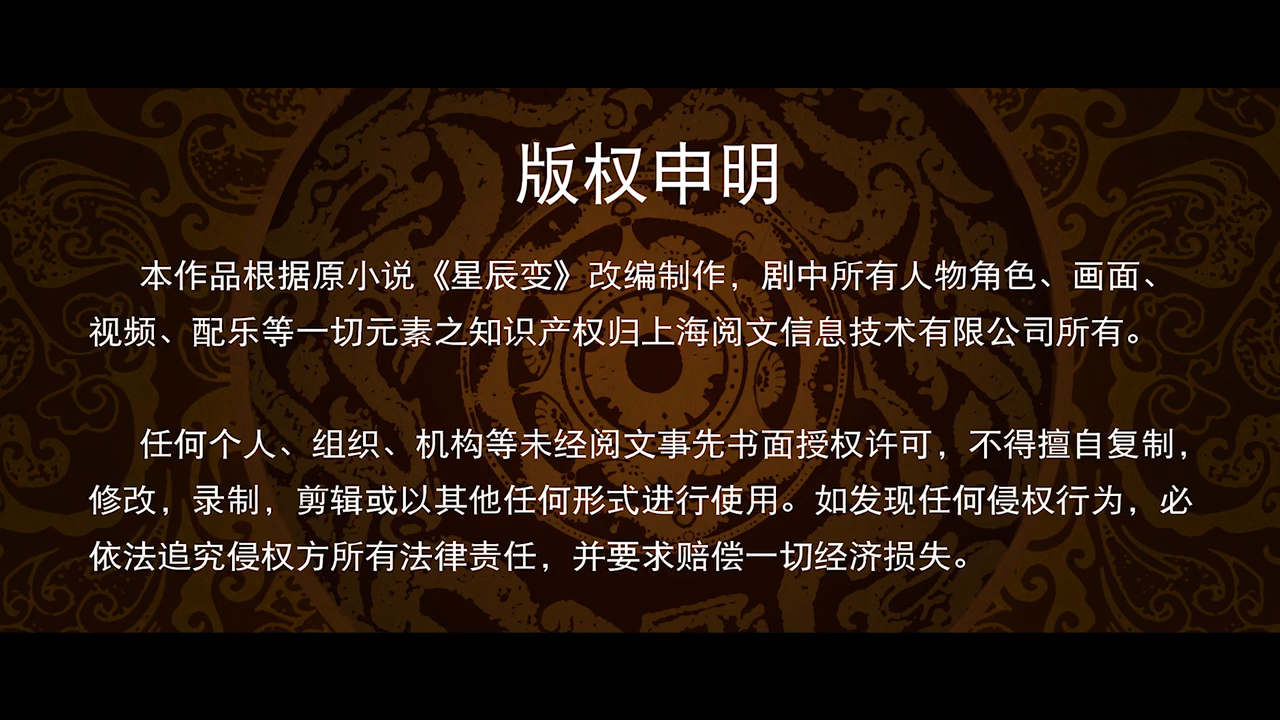 版权申明
本作品根据原小说《星辰变》改编制作，剧中所有人物角色、画面、
视频、配乐等一切元素之知识产权归上海阅文信息技术有限公司所有。
任何个人、组织、机构等未经阅文事先书面授权许可，不得擅自复制，
修改，录制，剪辑或以其他任何形式进行使用。如发现任何侵权行为，必
依法追究侵权方所有法律责任，并要求赔偿一切经济损失。